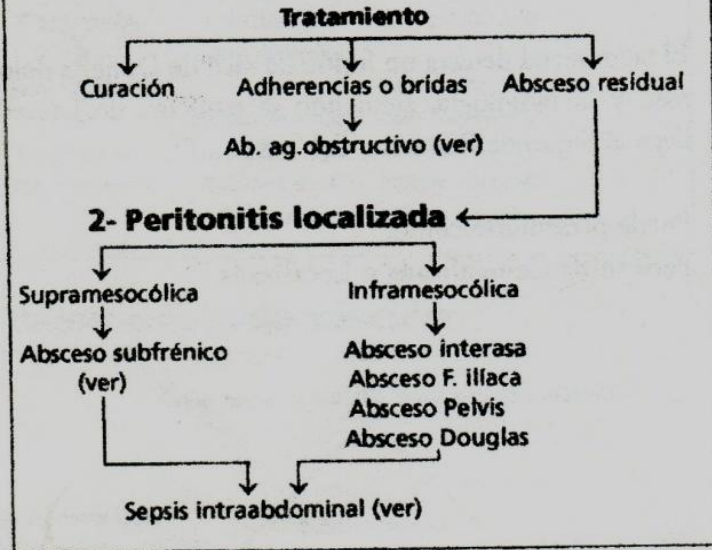 Tratamiento
Curación Adherencias o bridas Absceso residual
Ab. ag.obstructivo (ver)
2- Peritonitis localizada
Supramesocólica Inframesocólica
Absceso subfrénico
(ver)
Absceso interasa
Absceso F. ilíaca
Absceso Pelvis
Absceso Douglas
Sepsis intraabdominal (ver)